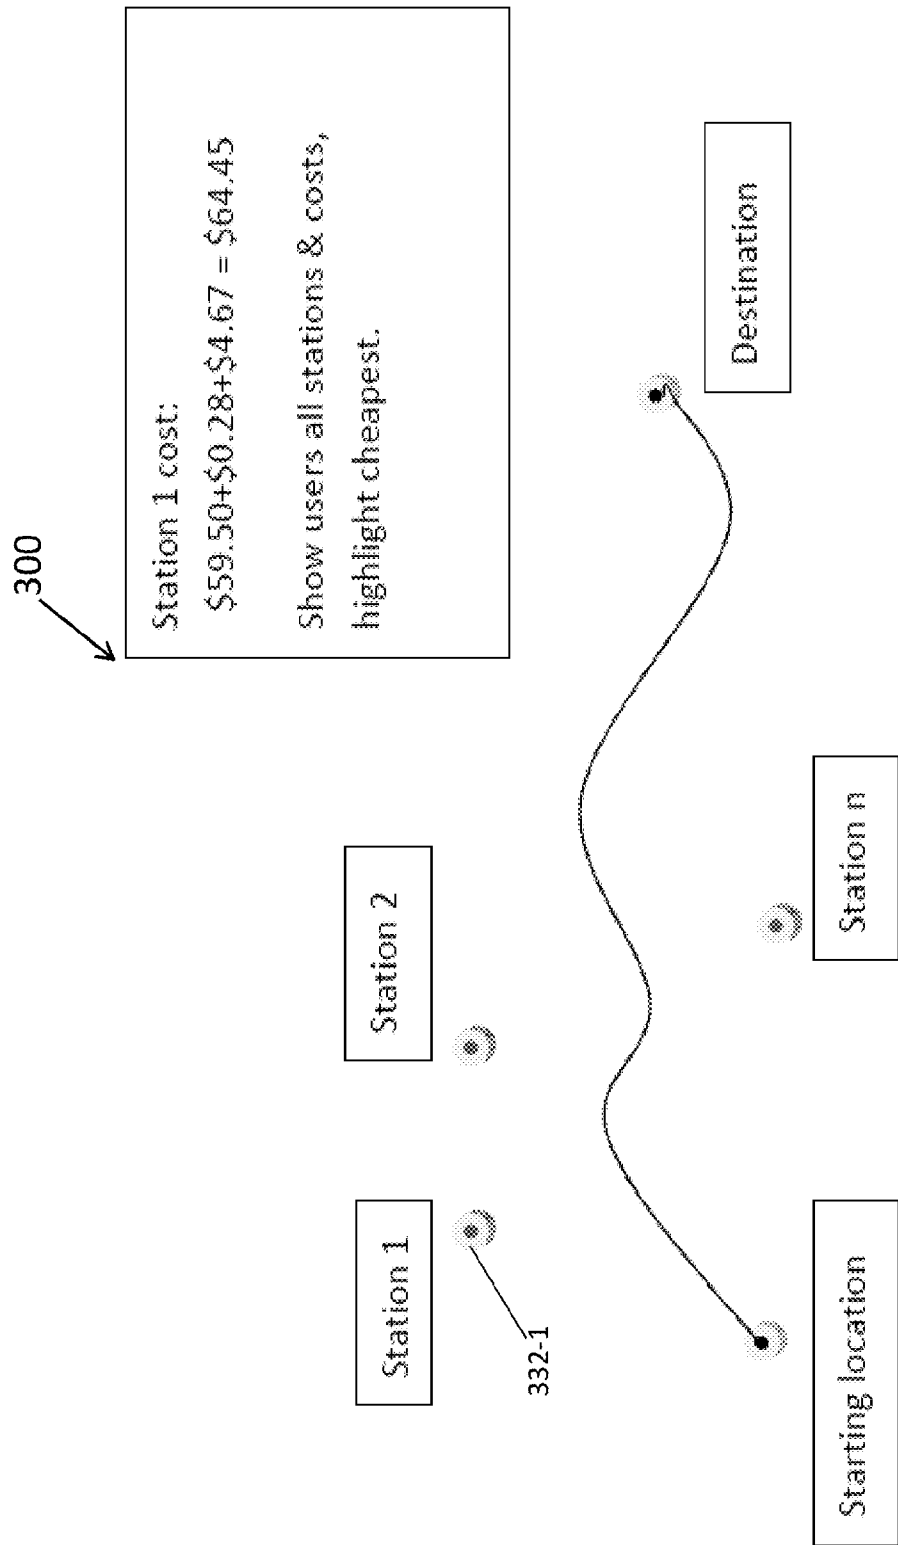 300
Station 1 cost:
$59.50+$0.28+$4.67 = $64.45
Show users all stations & costs,
highlight cheapest.
Station 1
Station 2
332-1
Destination
Starting location
Station n